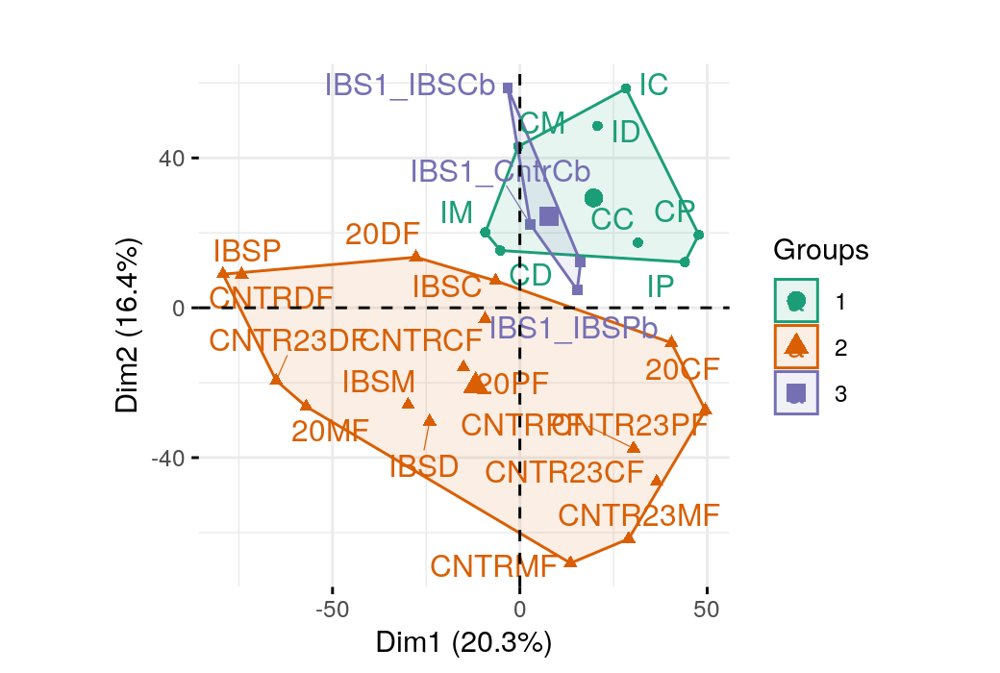 IBS1_IBSCb
IC
CM
ID
40
IBS1_CntrCb
IM
CP
CC
20DF
IBSP
CD
IBSC
IP
CNTRDF
0
IBS1_IBSPb
CNTR23DF
CNTRCF
20CF
IBSM
20PF
20MF
CNTRPF
CNTR23PF
-40
IBSD
CNTR23CF
CNTR23MF
CNTRMF
-50
0
50
Dim1 (20.3%)
Dim2 (16.4%)
Groups
1
2
3